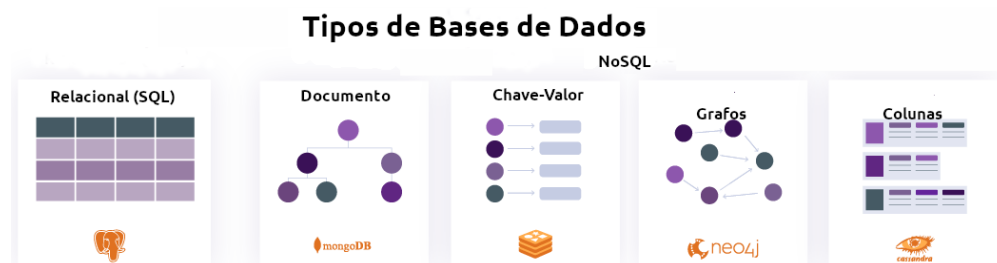 Tipos de Bases de Dados
NoSQL
Relacional (SQL)
Documento
Chave-Valor
Grafos
Colunas
mongoDB
neo4j
cassandra